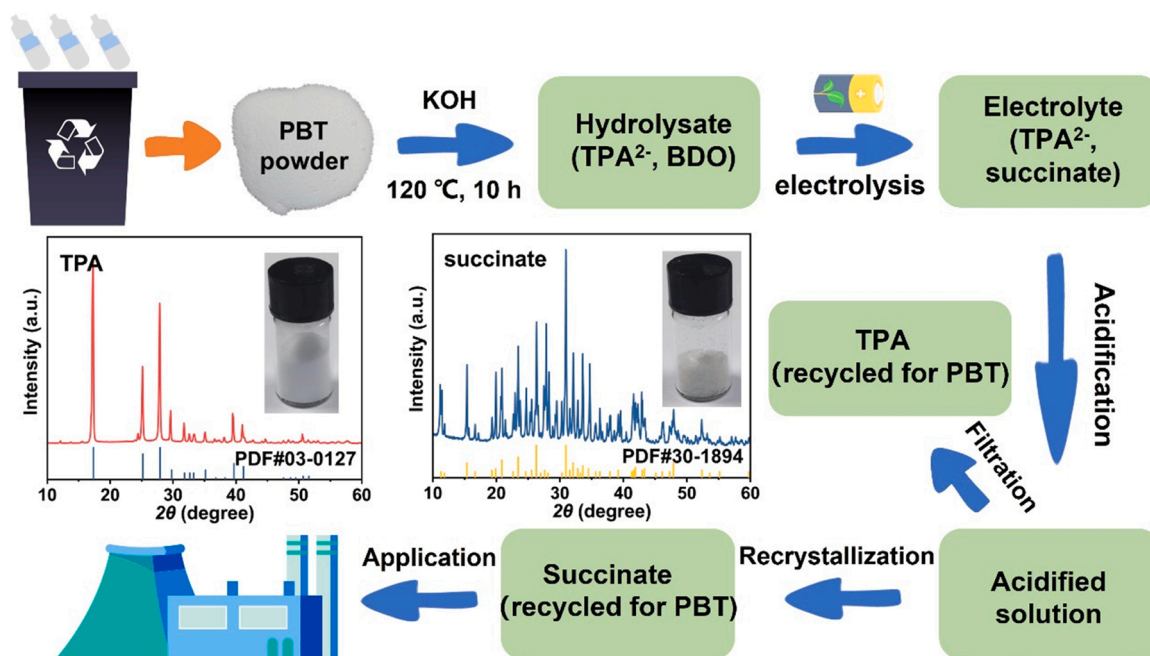 PBT
powder
KOH
120 ℃, 10 h
Hydrolysate
(TPA²⁻, BDO)
electrolysis
Electrolyte
(TPA²⁻,
succinate)
TPA
Intensity (a.u.)
PDF#03-0127
10 20 30 40 50 60
2θ (degree)
succinate
Intensity (a.u.)
PDF#30-1894
10 20 30 40 50 60
2θ (degree)
TPA
(recycled for PBT)
Acidification
Filtration
Application
Succinate
(recycled for PBT)
Recrystallization
Acidified
solution